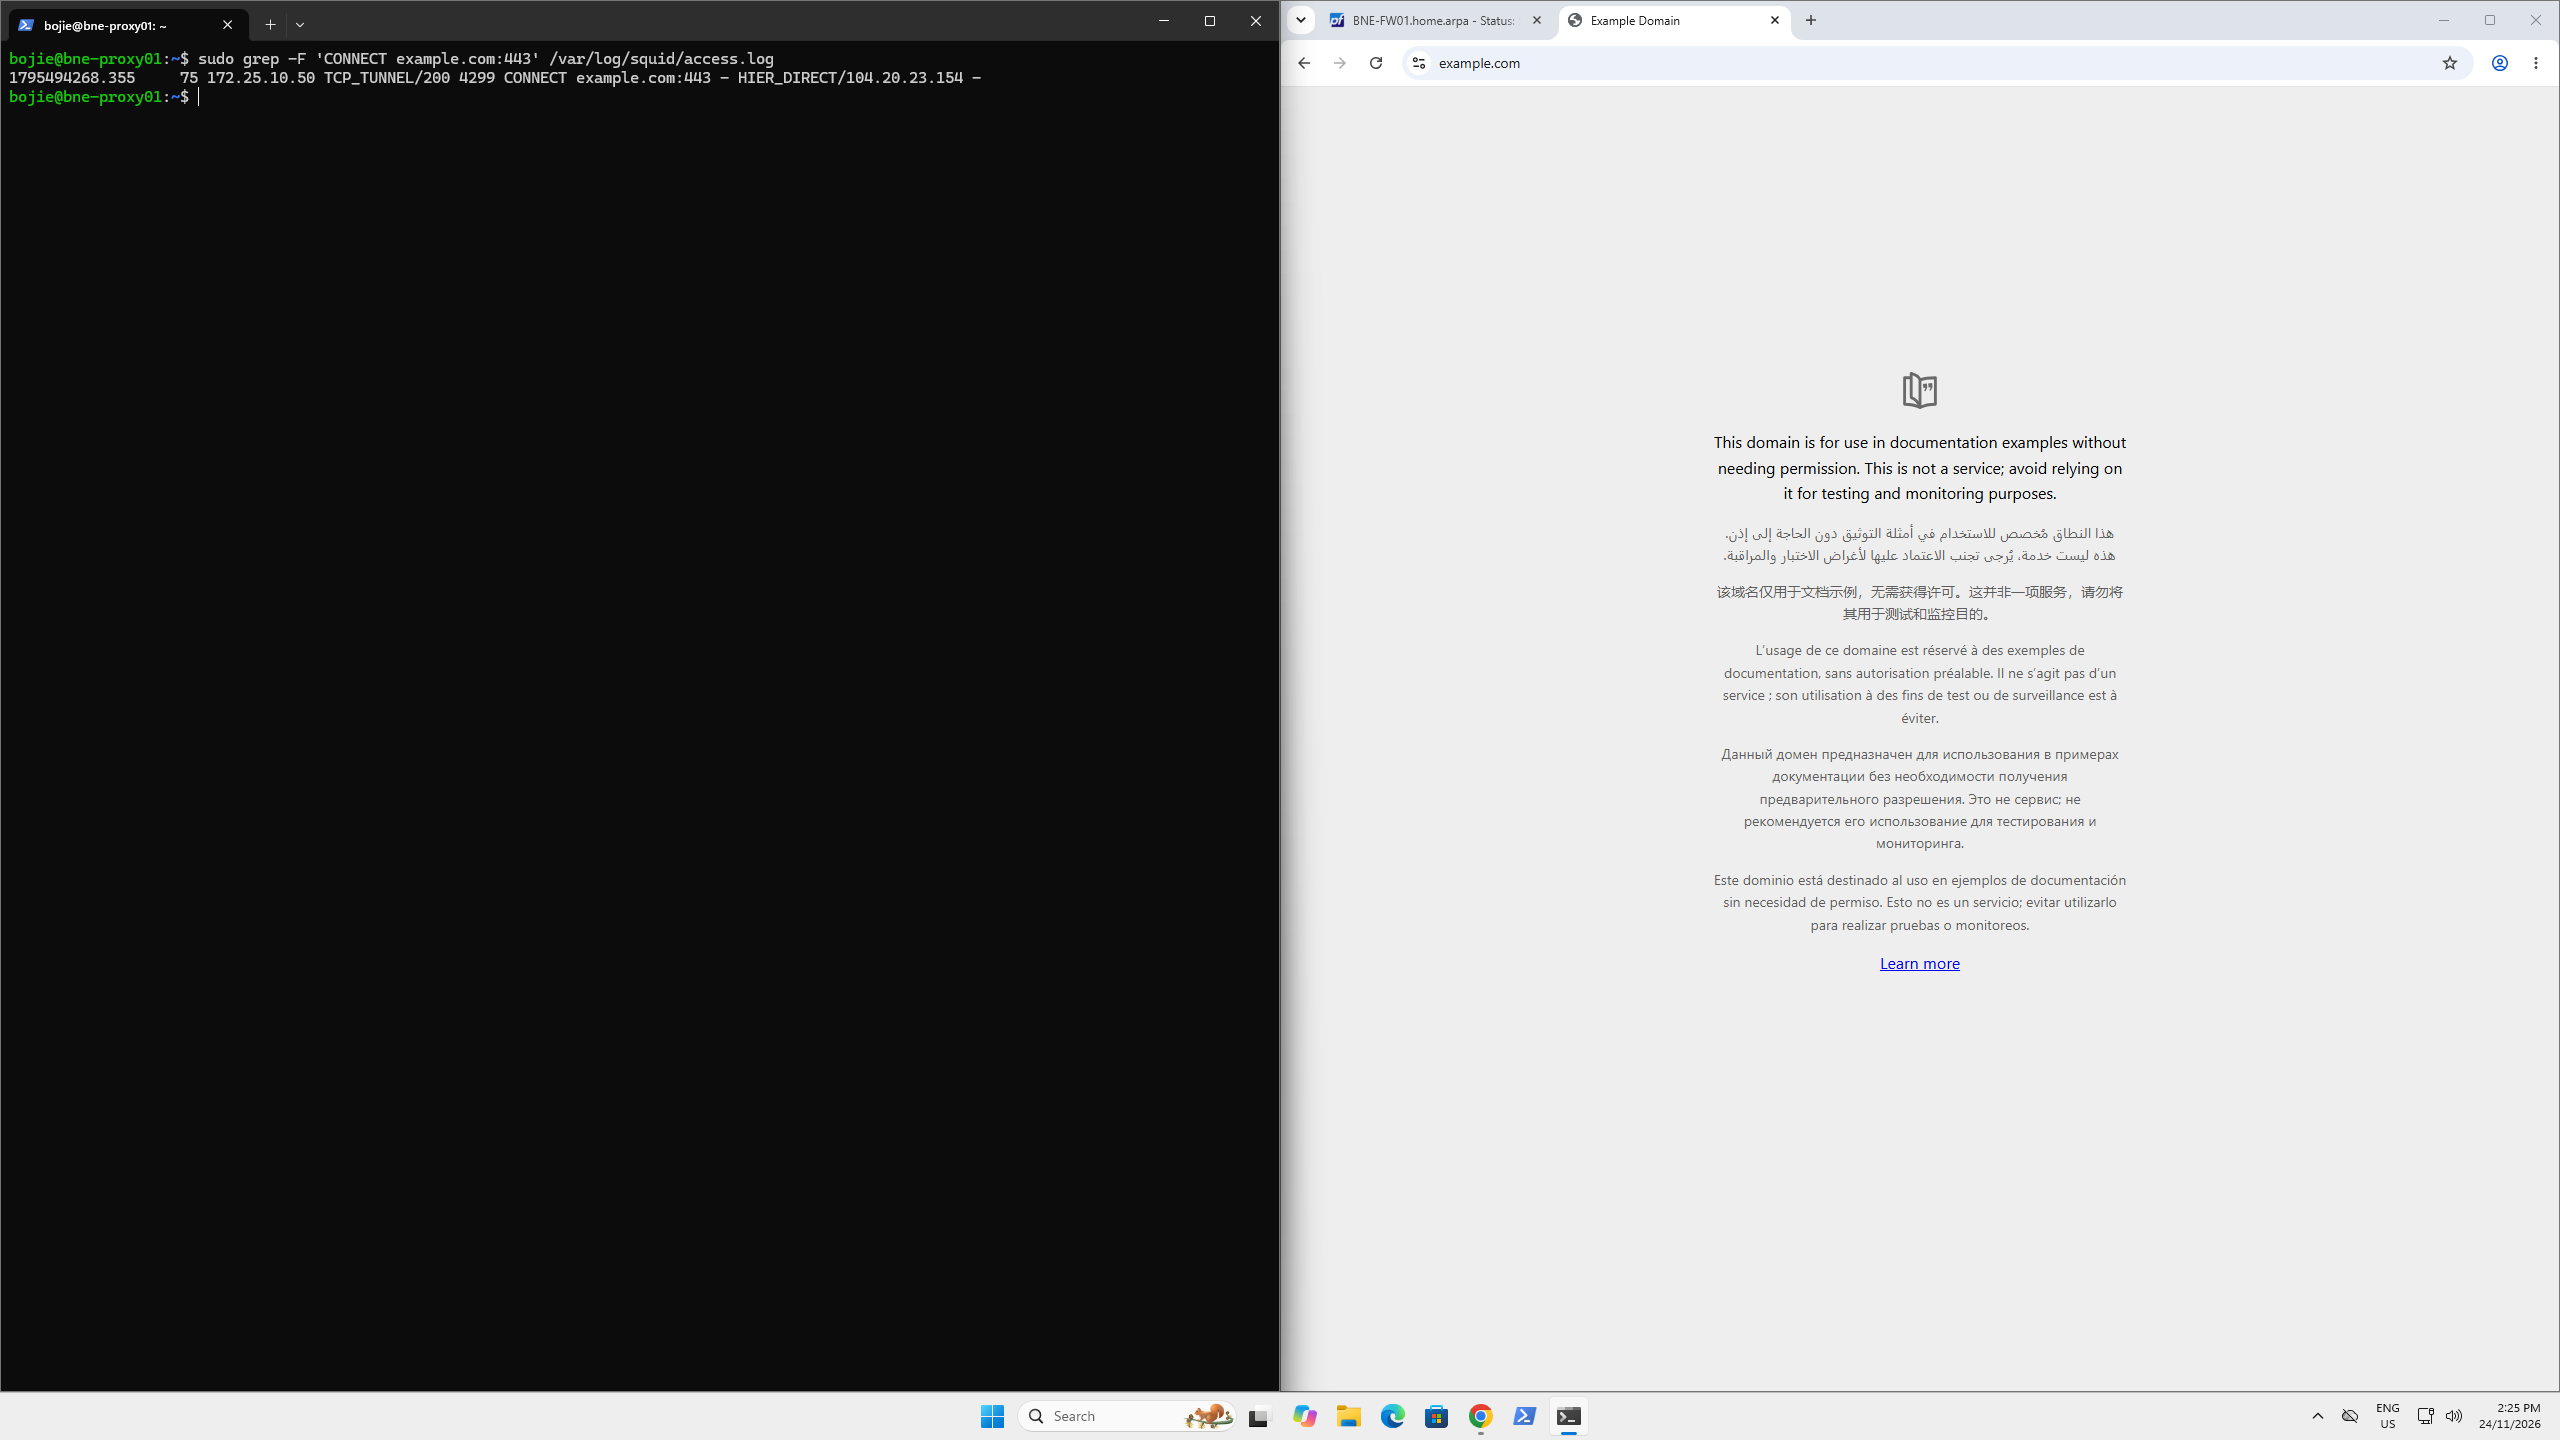 bojie@bne-proxy01: ~
bojie@bne-proxy01:~$ sudo grep -F 'CONNECT example.com:443' /var/log/squid/access.log
1795494268.355     75 172.25.10.50 TCP_TUNNEL/200 4299 CONNECT example.com:443 - HIER_DIRECT/104.20.23.154 -
bojie@bne-proxy01:~$
BNE-FW01.home.arpa - Status:
Example Domain
example.com
This domain is for use in documentation examples without
needing permission. This is not a service; avoid relying on
it for testing and monitoring purposes.
هذا النطاق مُخصص للاستخدام في أمثلة التوثيق دون الحاجة إلى إذن.
هذه ليست خدمة، يُرجى تجنب الاعتماد عليها لأغراض الاختبار والمراقبة.
该域名仅用于文档示例，无需获得许可。这并非一项服务，请勿将
其用于测试和监控目的。
L'usage de ce domaine est réservé à des exemples de
documentation, sans autorisation préalable. Il ne s'agit pas d'un
service ; son utilisation à des fins de test ou de surveillance est à
éviter.
Данный домен предназначен для использования в примерах
документации без необходимости получения
предварительного разрешения. Это не сервис; не
рекомендуется его использование для тестирования и
мониторинга.
Este dominio está destinado al uso en ejemplos de documentación
sin necesidad de permiso. Esto no es un servicio; evitar utilizarlo
para realizar pruebas o monitoreos.
Learn more
Search
ENG
US
2:25 PM
24/11/2026